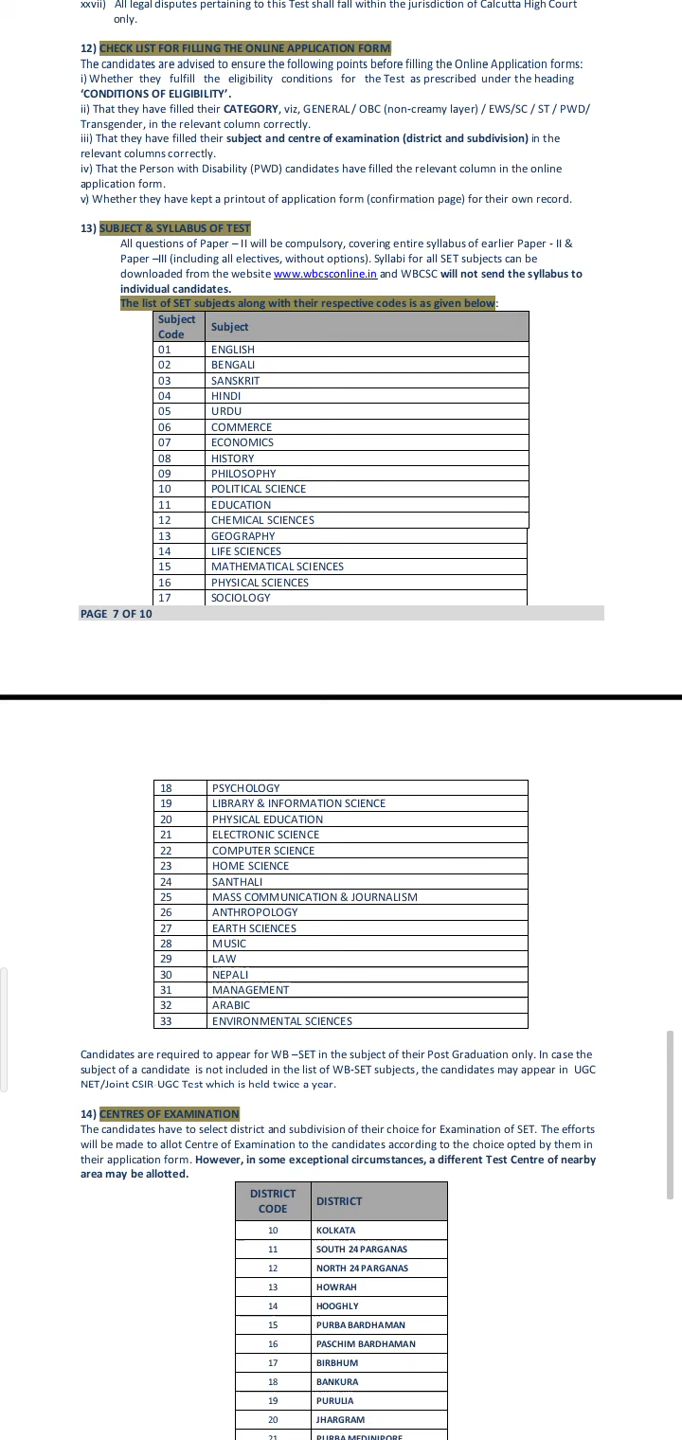 xxvii) All legal disputes pertaining to this Test shall fall within the jurisdiction of Calcutta High Court
only.
12) CHECK LIST FOR FILLING THE ONLINE APPLICATION FORM
The candidates are advised to ensure the following points before filling the Online Application forms:
i) Whether they fulfill the eligibility conditions for the Test as prescribed under the heading
‘CONDITIONS OF ELIGIBILITY’.
ii) That they have filled their CATEGORY, viz, GENERAL/ OBC (non-creamy layer) / EWS/SC / ST / PWD/
Transgender, in the relevant column correctly.
iii) That they have filled their subject and centre of examination (district and subdivision) in the
relevant columns correctly.
iv) That the Person with Disability (PWD) candidates have filled the relevant column in the online
application form.
v) Whether they have kept a printout of application form (confirmation page) for their own record.
13) SUBJECT & SYLLABUS OF TEST
All questions of Paper – II will be compulsory, covering entire syllabus of earlier Paper - II &
Paper –III (including all electives, without options). Syllabi for all SET subjects can be
downloaded from the website www.wbcsconline.in and WBCSC will not send the syllabus to
individual candidates.
The list of SET subjects along with their respective codes is as given below:
Subject Code Subject
01 ENGLISH
02 BENGALI
03 SANSKRIT
04 HINDI
05 URDU
06 COMMERCE
07 ECONOMICS
08 HISTORY
09 PHILOSOPHY
10 POLITICAL SCIENCE
11 EDUCATION
12 CHEMICAL SCIENCES
13 GEOGRAPHY
14 LIFE SCIENCES
15 MATHEMATICAL SCIENCES
16 PHYSICAL SCIENCES
17 SOCIOLOGY
PAGE 7 OF 10
18 PSYCHOLOGY
19 LIBRARY & INFORMATION SCIENCE
20 PHYSICAL EDUCATION
21 ELECTRONIC SCIENCE
22 COMPUTER SCIENCE
23 HOME SCIENCE
24 SANTHALI
25 MASS COMMUNICATION & JOURNALISM
26 ANTHROPOLOGY
27 EARTH SCIENCES
28 MUSIC
29 LAW
30 NEPALI
31 MANAGEMENT
32 ARABIC
33 ENVIRONMENTAL SCIENCES
Candidates are required to appear for WB –SET in the subject of their Post Graduation only. In case the
subject of a candidate is not included in the list of WB-SET subjects, the candidates may appear in UGC
NET/Joint CSIR UGC Test which is held twice a year.
14) CENTRES OF EXAMINATION
The candidates have to select district and subdivision of their choice for Examination of SET. The efforts
will be made to allot Centre of Examination to the candidates according to the choice opted by them in
their application form. However, in some exceptional circumstances, a different Test Centre of nearby
area may be allotted.
DISTRICT CODE DISTRICT
10 KOLKATA
11 SOUTH 24 PARGANAS
12 NORTH 24 PARGANAS
13 HOWRAH
14 HOOGHLY
15 PURBA BARDHAMAN
16 PASCHIM BARDHAMAN
17 BIRBHUM
18 BANKURA
19 PURULIA
20 JHARGRAM
21 PURBA MEDINIPORE